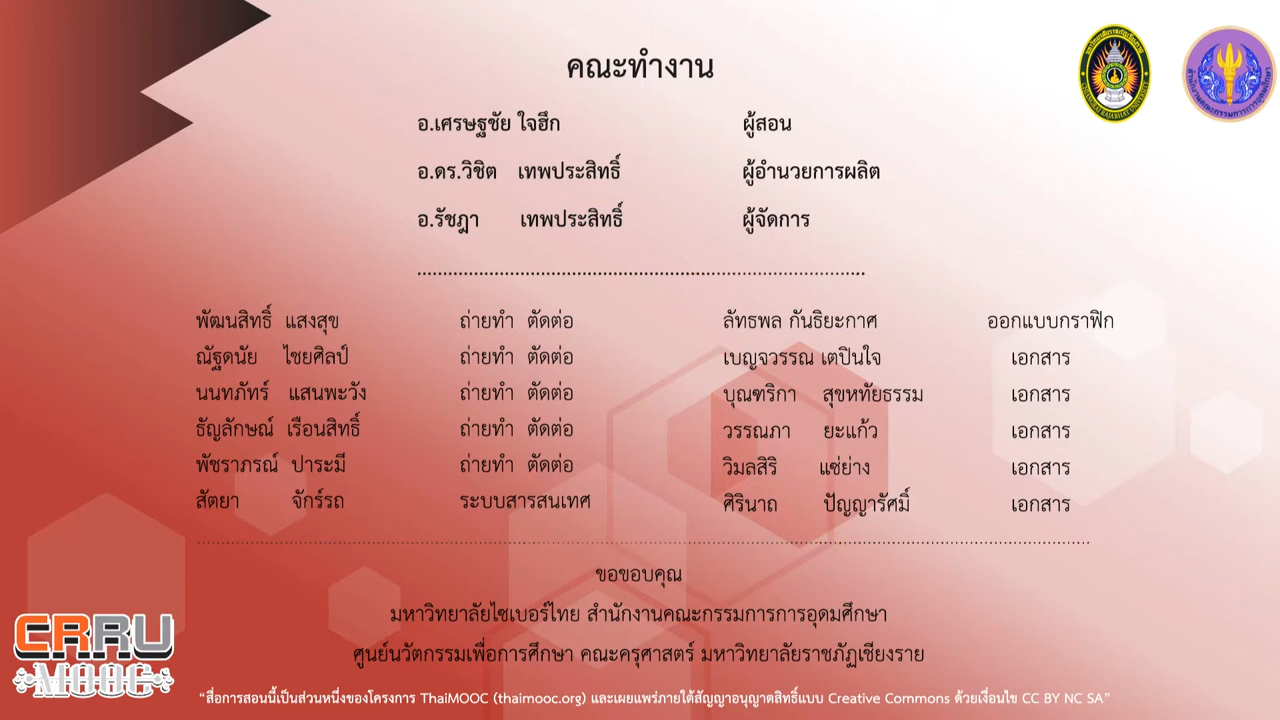 คณะทำงาน
อ.เศรษฐชัย ใจฮึก ผู้สอน
อ.ดร.วิชิต เทพประสิทธิ์ ผู้อำนวยการผลิต
อ.รัชฎา เทพประสิทธิ์ ผู้จัดการ
พัฒนสิทธิ์ แสงสุข ถ่ายทำ ตัดต่อ ลัทธพล กันธิยะกาศ ออกแบบกราฟิก
ณัฐดนัย ไชยศิลป์ ถ่ายทำ ตัดต่อ เบญจวรรณ เตปินใจ เอกสาร
นนทภัทร์ แสนพะวัง ถ่ายทำ ตัดต่อ บุณฑริกา สุขหทัยธรรม เอกสาร
ธัญลักษณ์ เรือนสิทธิ์ ถ่ายทำ ตัดต่อ วรรณภา ยะแก้ว เอกสาร
พัชราภรณ์ ปาระมี ถ่ายทำ ตัดต่อ วิมลสิริ แซ่ย่าง เอกสาร
สัตยา จักร์รถ ระบบสารสนเทศ ศิรินาถ ปัญญารัศมิ์ เอกสาร
ขอขอบคุณ
มหาวิทยาลัยไซเบอร์ไทย สำนักงานคณะกรรมการการอุดมศึกษา
ศูนย์นวัตกรรมเพื่อการศึกษา คณะครุศาสตร์ มหาวิทยาลัยราชภัฏเชียงราย
CRRU
MOOC
“สื่อการสอนนี้เป็นส่วนหนึ่งของโครงการ ThaiMOOC (thaimooc.org) และเผยแพร่ภายใต้สัญญาอนุญาตสิทธิ์แบบ Creative Commons ด้วยเงื่อนไข CC BY NC SA”